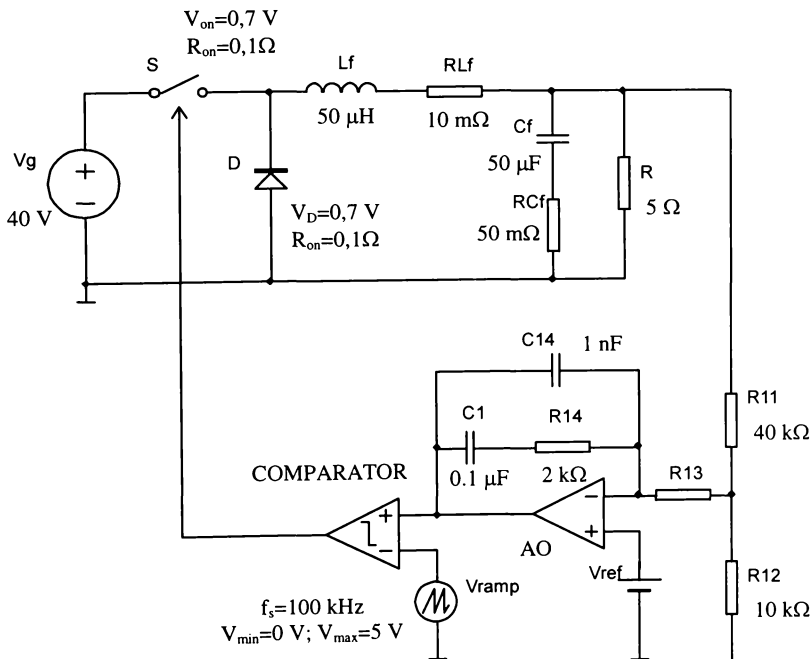 V_on=0,7 V
R_on=0,1Ω
S
Lf
50 μH
RLf
10 mΩ
Cf
50 μF
RCf
50 mΩ
R
5 Ω
Vg
40 V
D
V_D=0,7 V
R_on=0,1Ω
C14
1 nF
C1
0.1 μF
R14
2 kΩ
R11
40 kΩ
R13
COMPARATOR
AO
Vref
R12
10 kΩ
Vramp
f_s=100 kHz
V_min=0 V; V_max=5 V